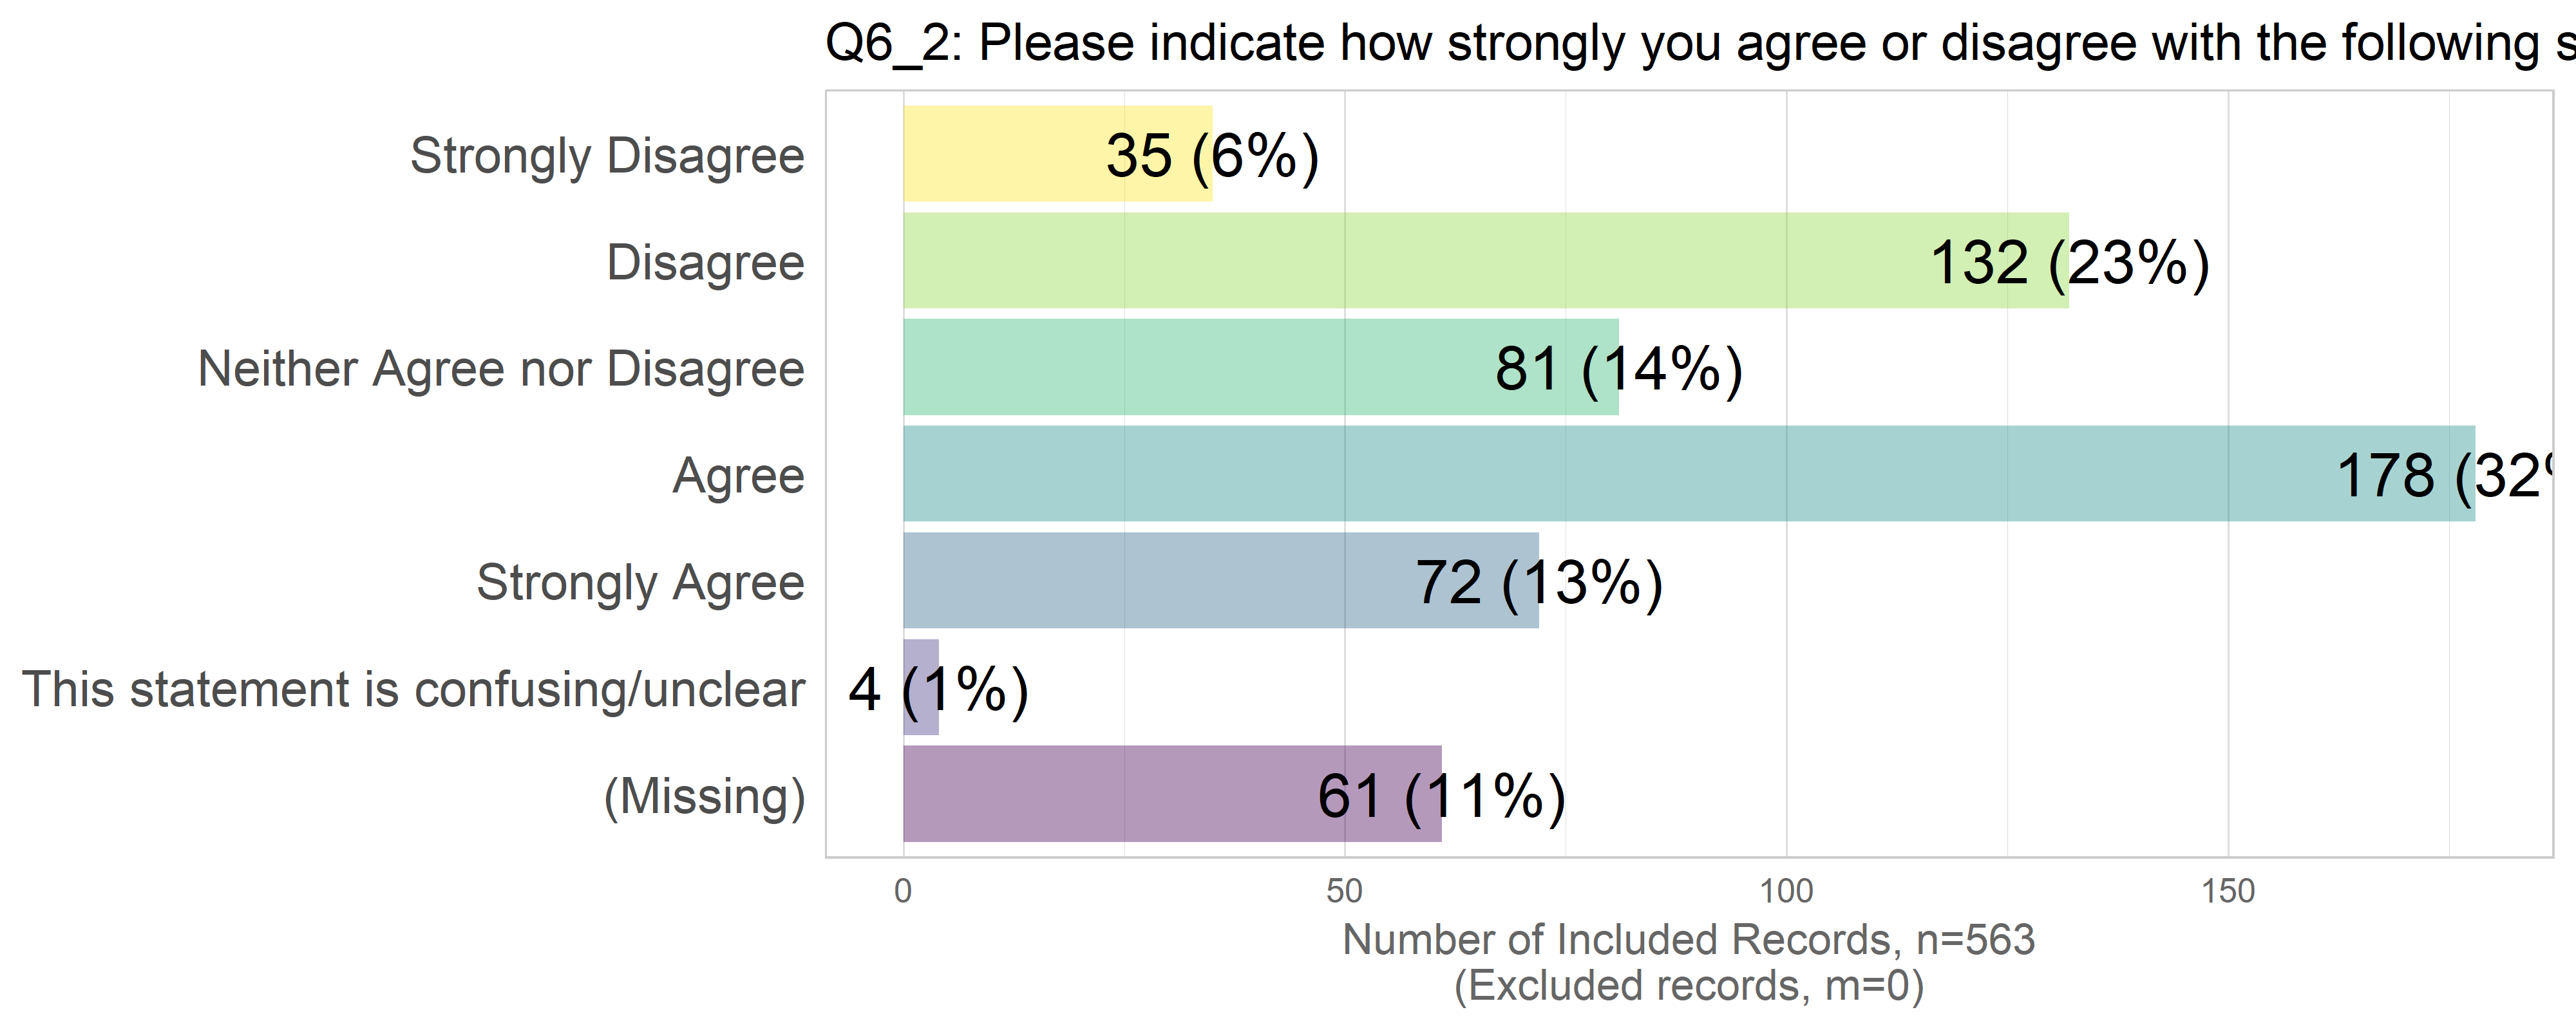 Q6_2: Please indicate how strongly you agree or disagree with the following s
Strongly Disagree 35 (6%)
Disagree 132 (23%)
Neither Agree nor Disagree 81 (14%)
Agree 178 (32%
Strongly Agree 72 (13%)
This statement is confusing/unclear 4 (1%)
(Missing) 61 (11%)
0 50 100 150
Number of Included Records, n=563
(Excluded records, m=0)